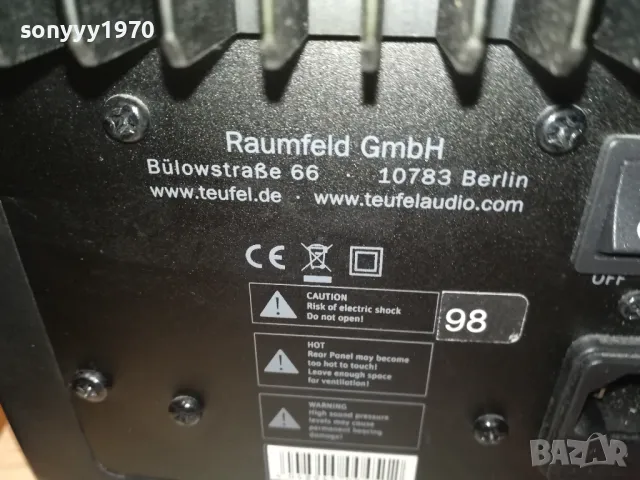 sonyyy1970
Raumfeld GmbH
Bülowstraße 66 · 10783 Berlin
www.teufel.de · www.teufelaudio.com
CE
OFF
CAUTION
Risk of electric shock
Do not open!
98
HOT
Rear Panel may become
too hot to touch!
Leave enough space
for ventilation!
WARNING
High sound pressure
levels may cause
permanent hearing
damage!
BAZAR